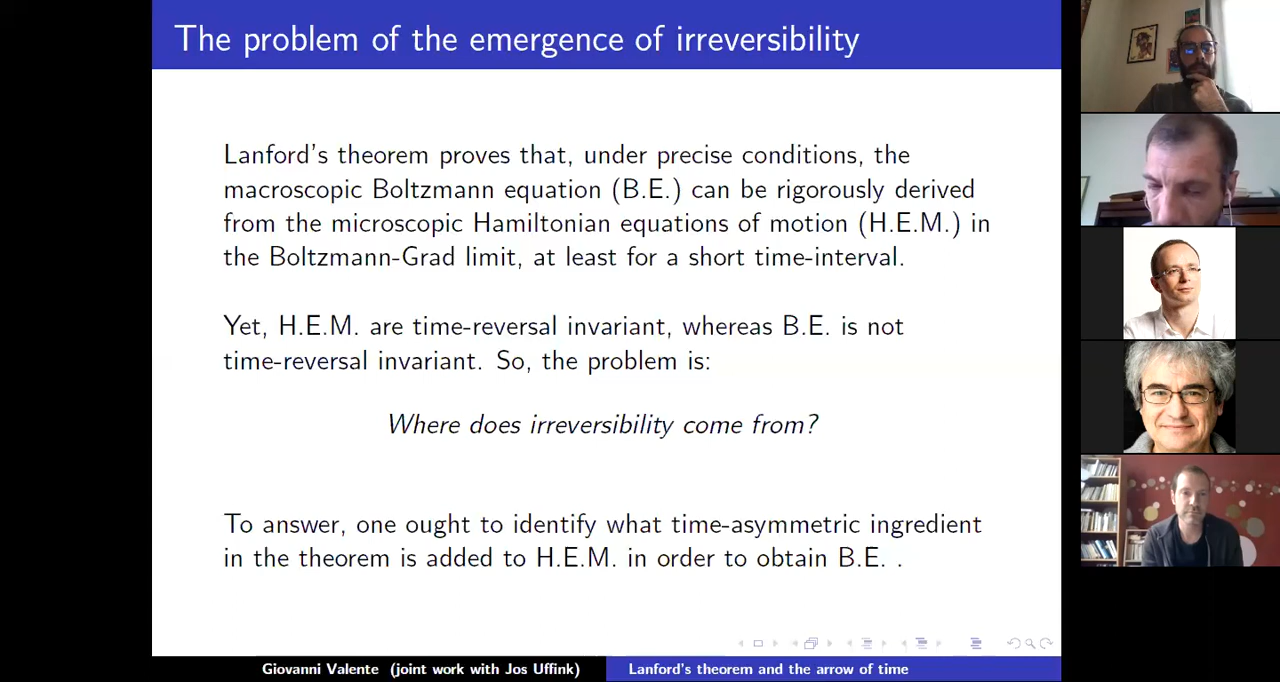 The problem of the emergence of irreversibility
Lanford's theorem proves that, under precise conditions, the
macroscopic Boltzmann equation (B.E.) can be rigorously derived
from the microscopic Hamiltonian equations of motion (H.E.M.) in
the Boltzmann-Grad limit, at least for a short time-interval.
Yet, H.E.M. are time-reversal invariant, whereas B.E. is not
time-reversal invariant. So, the problem is:
Where does irreversibility come from?
To answer, one ought to identify what time-asymmetric ingredient
in the theorem is added to H.E.M. in order to obtain B.E. .
Giovanni Valente (joint work with Jos Uffink)
Lanford's theorem and the arrow of time